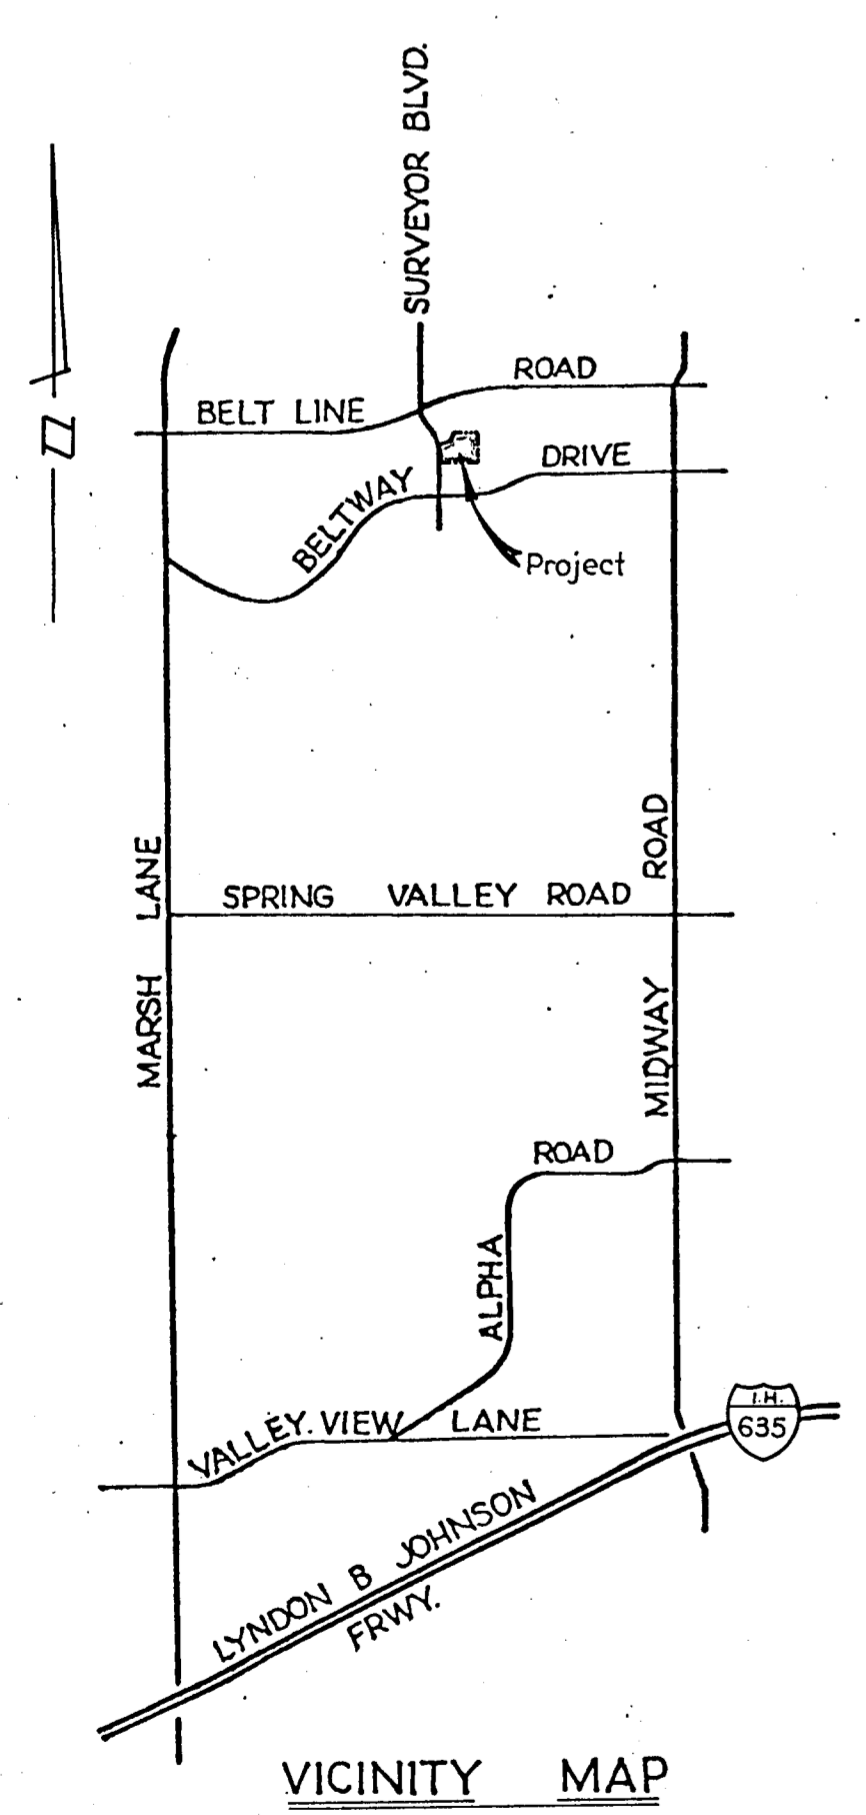 SURVEYOR BLVD.
ROAD
BELT LINE
N
DRIVE
BELTWAY
Project
ROAD
MARSH LANE
SPRING VALLEY ROAD
MIDWAY
ROAD
ALPHA
I.H.
635
VALLEY. VIEW LANE
LYNDON B JOHNSON
FRWY.
VICINITY MAP